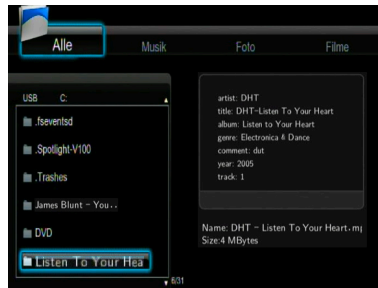 Alle Musik Foto Filme
USB C:
.fseventsd
.Spotlight-V100
.Trashes
James Blunt - You..
DVD
Listen To Your Hea
6/31
artist: DHT
title: DHT-Listen To Your Heart
album: Listen to Your Heart
genre: Electronica & Dance
comment: dut
year: 2005
track: 1
Name: DHT - Listen To Your Heart.mp
Size:4 MBytes